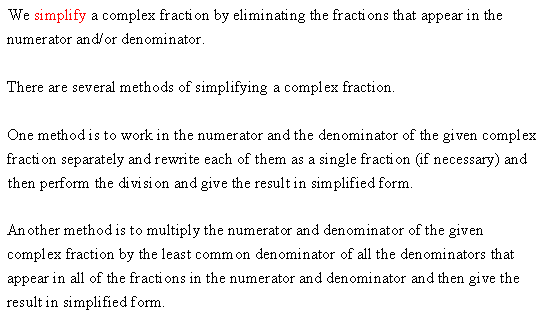 We simplify a complex fraction by eliminating the fractions that appear in the
numerator and/or denominator.
There are several methods of simplifying a complex fraction.
One method is to work in the numerator and the denominator of the given complex
fraction separately and rewrite each of them as a single fraction (if necessary) and
then perform the division and give the result in simplified form.
Another method is to multiply the numerator and denominator of the given
complex fraction by the least common denominator of all the denominators that
appear in all of the fractions in the numerator and denominator and then give the
result in simplified form.